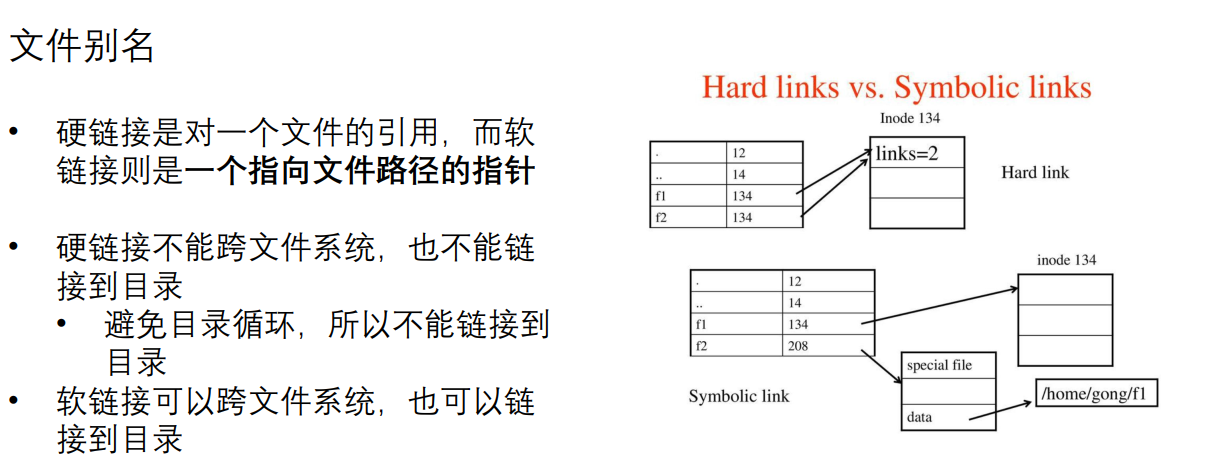 文件别名
• 硬链接是对一个文件的引用，而软
链接则是一个指向文件路径的指针
• 硬链接不能跨文件系统，也不能链
接到目录
• 避免目录循环，所以不能链接到
目录
• 软链接可以跨文件系统，也可以链
接到目录
Hard links vs. Symbolic links
Inode 134
. 12
.. 14
f1 134
f2 134
links=2
Hard link
inode 134
. 12
.. 14
f1 134
f2 208
special file
data
/home/gong/f1
Symbolic link